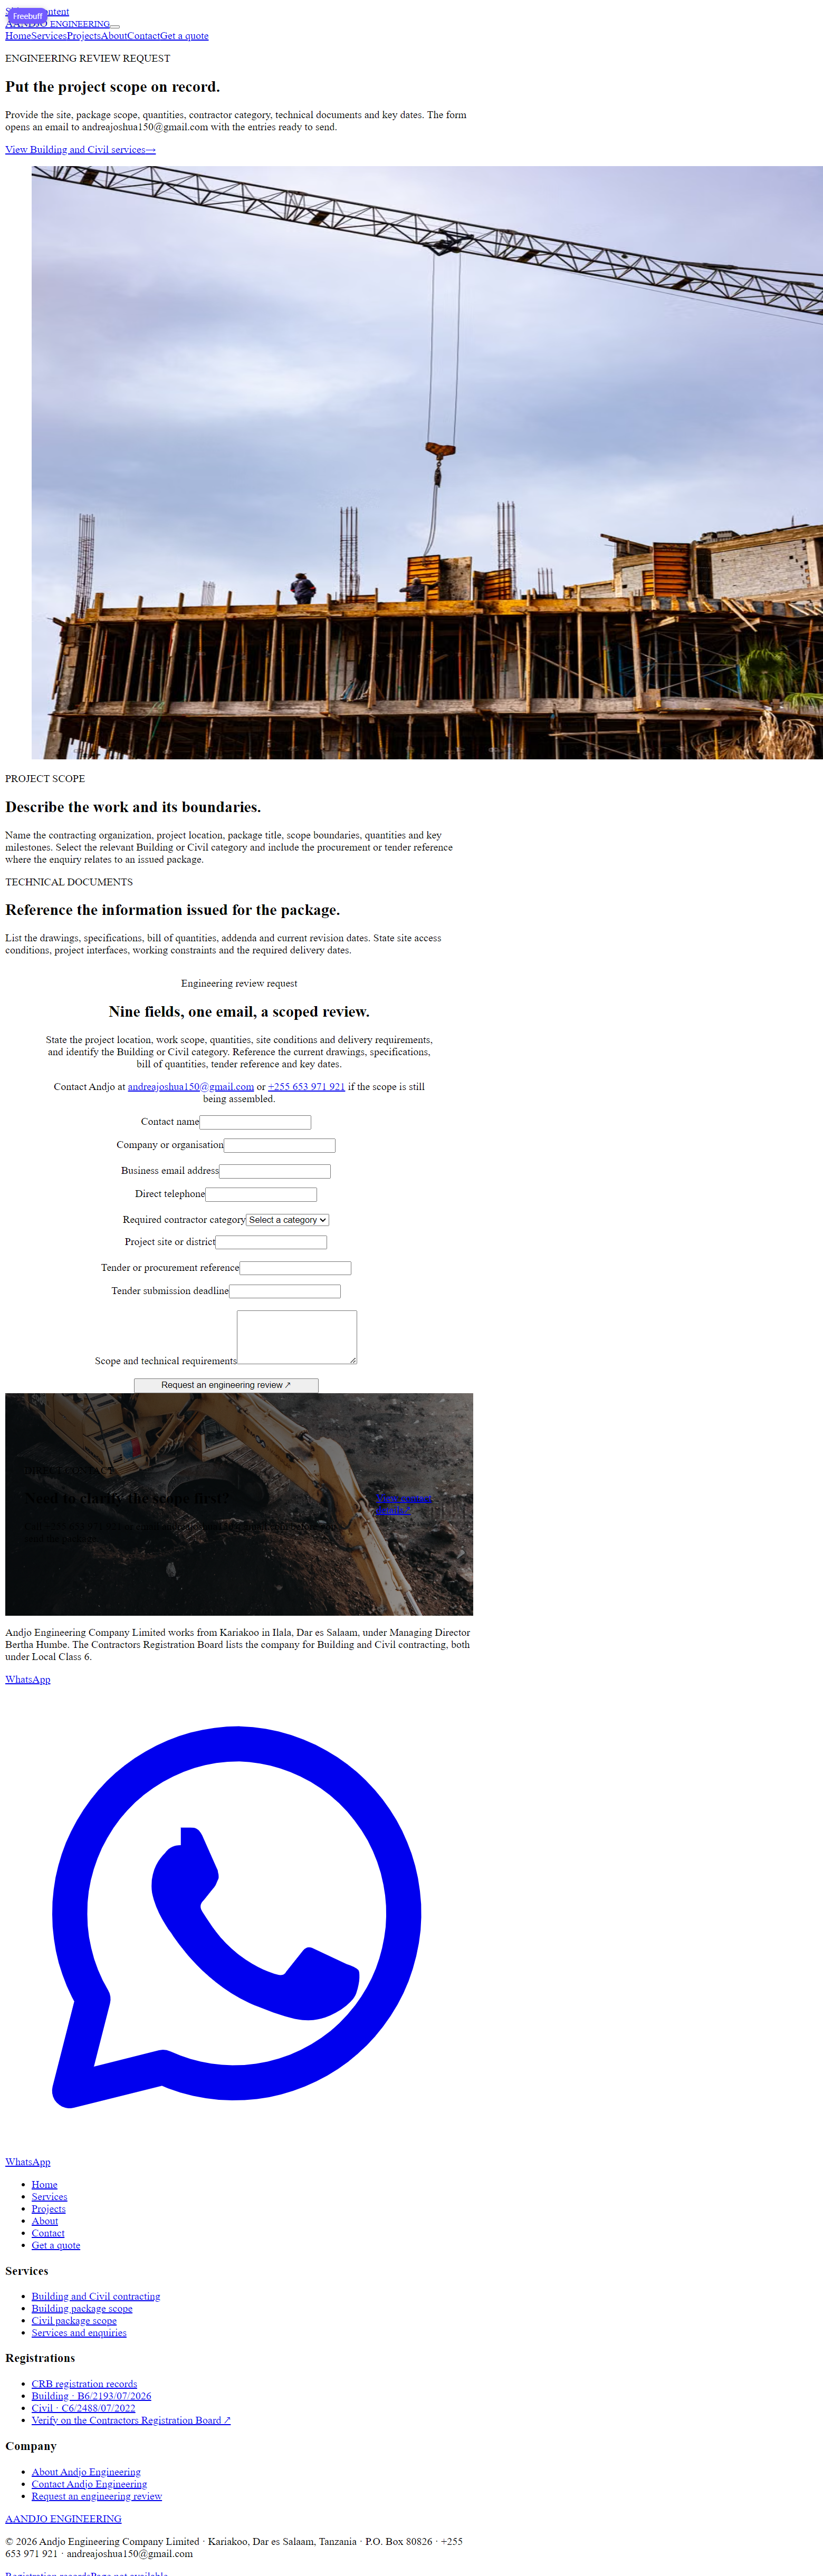 Freebuff
AANDJO ENGINEERING
HomeServicesProjectsAboutContactGet a quote
ENGINEERING REVIEW REQUEST
Put the project scope on record.
Provide the site, package scope, quantities, contractor category, technical documents and key dates. The form
opens an email to andreajoshua150@gmail.com with the entries ready to send.
View Building and Civil services→
PROJECT SCOPE
Describe the work and its boundaries.
Name the contracting organization, project location, package title, scope boundaries, quantities and key
milestones. Select the relevant Building or Civil category and include the procurement or tender reference
where the enquiry relates to an issued package.
TECHNICAL DOCUMENTS
Reference the information issued for the package.
List the drawings, specifications, bill of quantities, addenda and current revision dates. State site access
conditions, project interfaces, working constraints and the required delivery dates.
Engineering review request
Nine fields, one email, a scoped review.
State the project location, work scope, quantities, site conditions and delivery requirements,
and identify the Building or Civil category. Reference the current drawings, specifications,
bill of quantities, tender reference and key dates.
Contact Andjo at andreajoshua150@gmail.com or +255 653 971 921 if the scope is still
being assembled.
Contact name
Company or organisation
Business email address
Direct telephone
Required contractor category Select a category
Project site or district
Tender or procurement reference
Tender submission deadline
Scope and technical requirements
Request an engineering review ↗
Need to clarify the scope first?
Andjo Engineering Company Limited works from Kariakoo in Ilala, Dar es Salaam, under Managing Director
Bertha Humbe. The Contractors Registration Board lists the company for Building and Civil contracting, both
under Local Class 6.
WhatsApp
WhatsApp
Home
Services
Projects
About
Contact
Get a quote
Services
Building and Civil contracting
Building package scope
Civil package scope
Services and enquiries
Registrations
CRB registration records
Building · B6/2193/07/2026
Civil · C6/2488/07/2022
Verify on the Contractors Registration Board ↗
Company
About Andjo Engineering
Contact Andjo Engineering
Request an engineering review
AANDJO ENGINEERING
© 2026 Andjo Engineering Company Limited · Kariakoo, Dar es Salaam, Tanzania · P.O. Box 80826 · +255
653 971 921 · andreajoshua150@gmail.com
Registration recordsPage not available